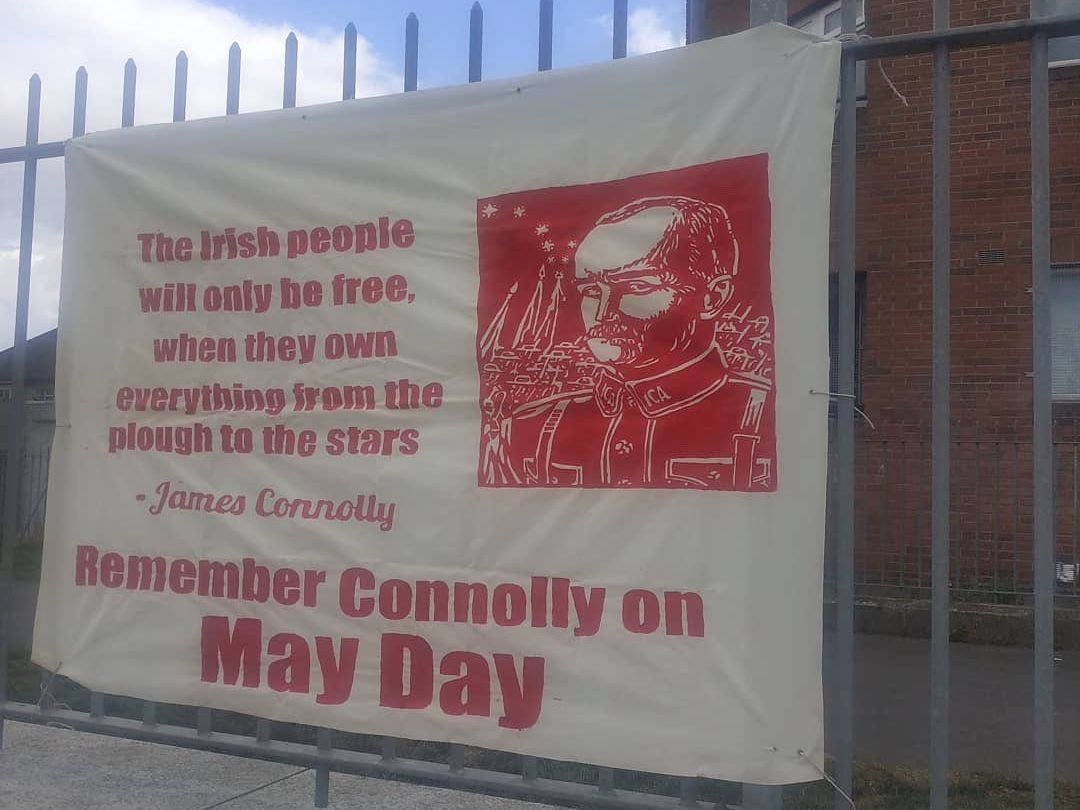 The Irish people
will only be free,
when they own
everything from the
plough to the stars
- James Connolly
ICA
Remember Connolly on
May Day